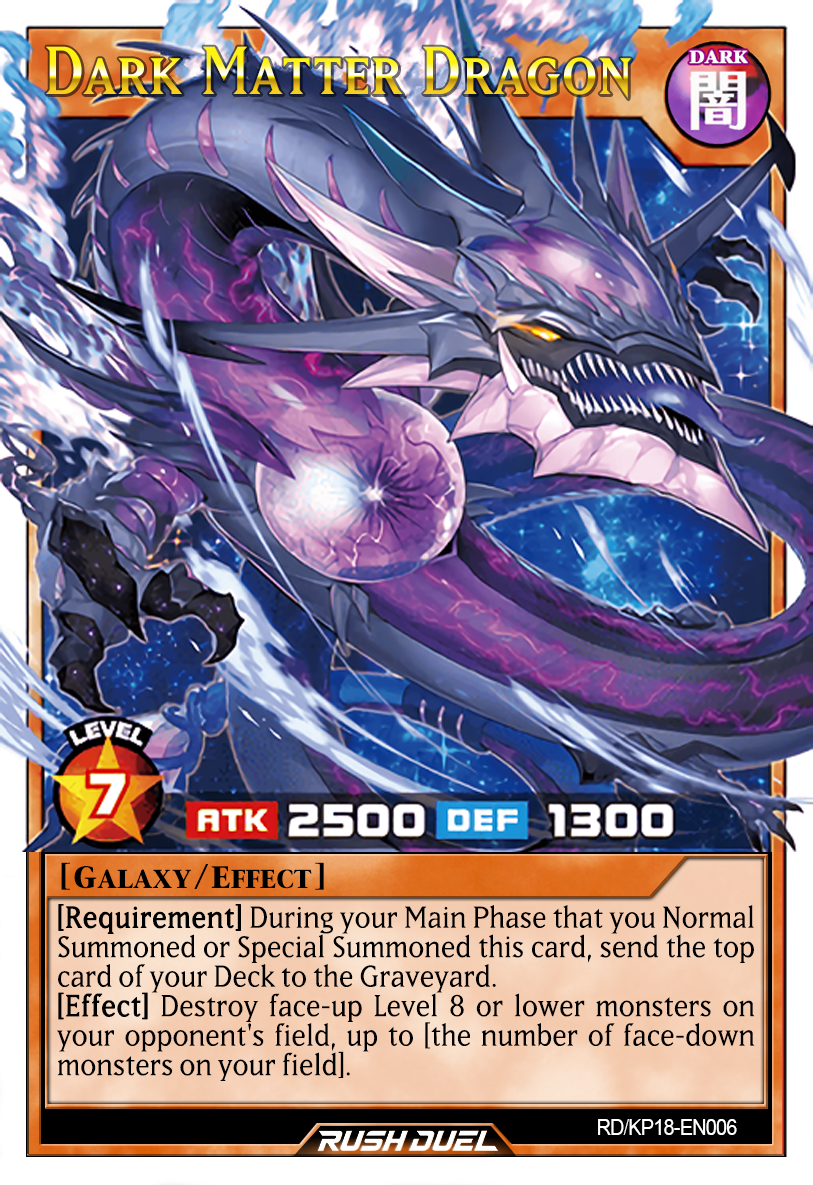 DARK MATTER DRAGON
DARK
闇
LEVEL
7
ATK 2500 DEF 1300
[GALAXY/EFFECT]
[Requirement] During your Main Phase that you Normal
Summoned or Special Summoned this card, send the top
card of your Deck to the Graveyard.
[Effect] Destroy face-up Level 8 or lower monsters on
your opponent's field, up to [the number of face-down
monsters on your field].
RD/KP18-EN006
RUSH DUEL